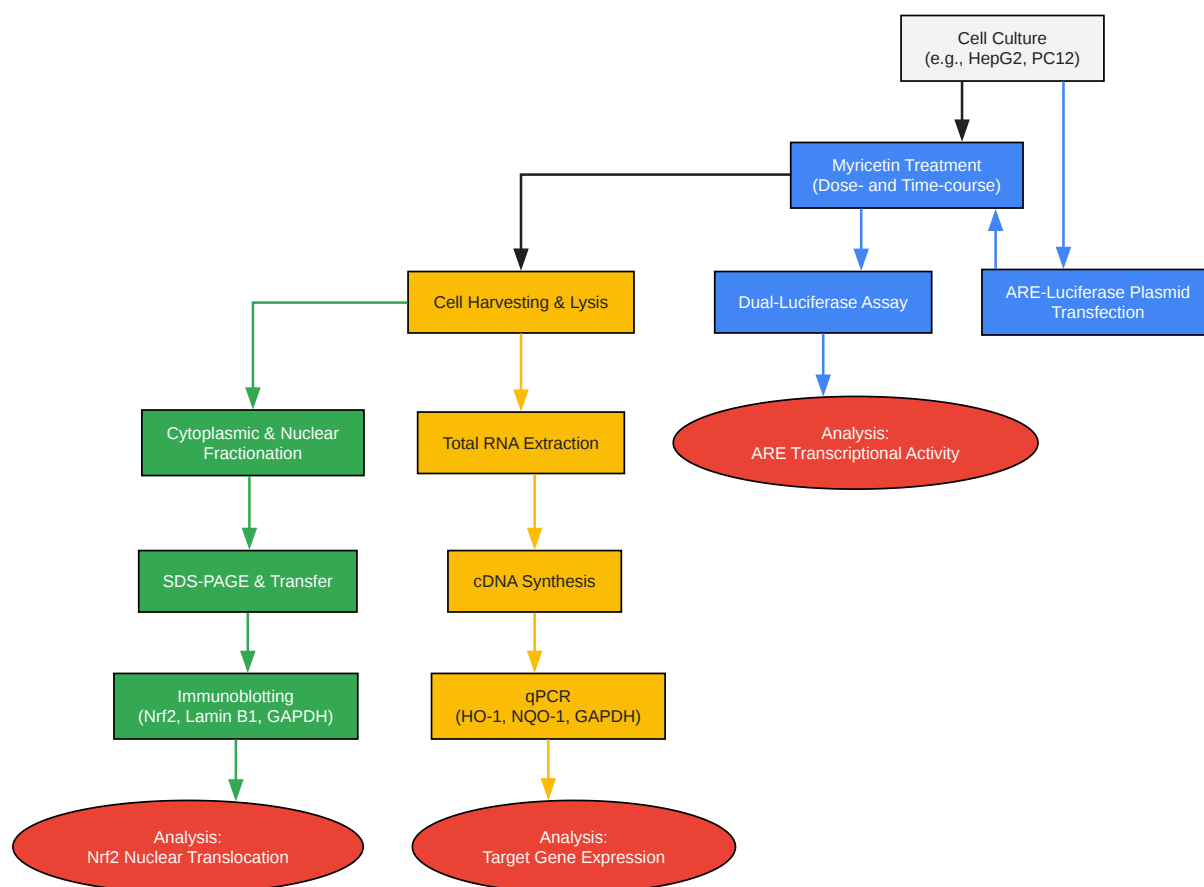 Cell Culture
(e.g., HepG2, PC12)
Myricetin Treatment
(Dose- and Time-course)
Cell Harvesting & Lysis
Dual-Luciferase Assay
ARE-Luciferase Plasmid
Transfection
Cytoplasmic & Nuclear
Fractionation
Total RNA Extraction
Analysis:
ARE Transcriptional Activity
SDS-PAGE & Transfer
cDNA Synthesis
Immunoblotting
(Nrf2, Lamin B1, GAPDH)
qPCR
(HO-1, NQO-1, GAPDH)
Analysis:
Nrf2 Nuclear Translocation
Analysis:
Target Gene Expression